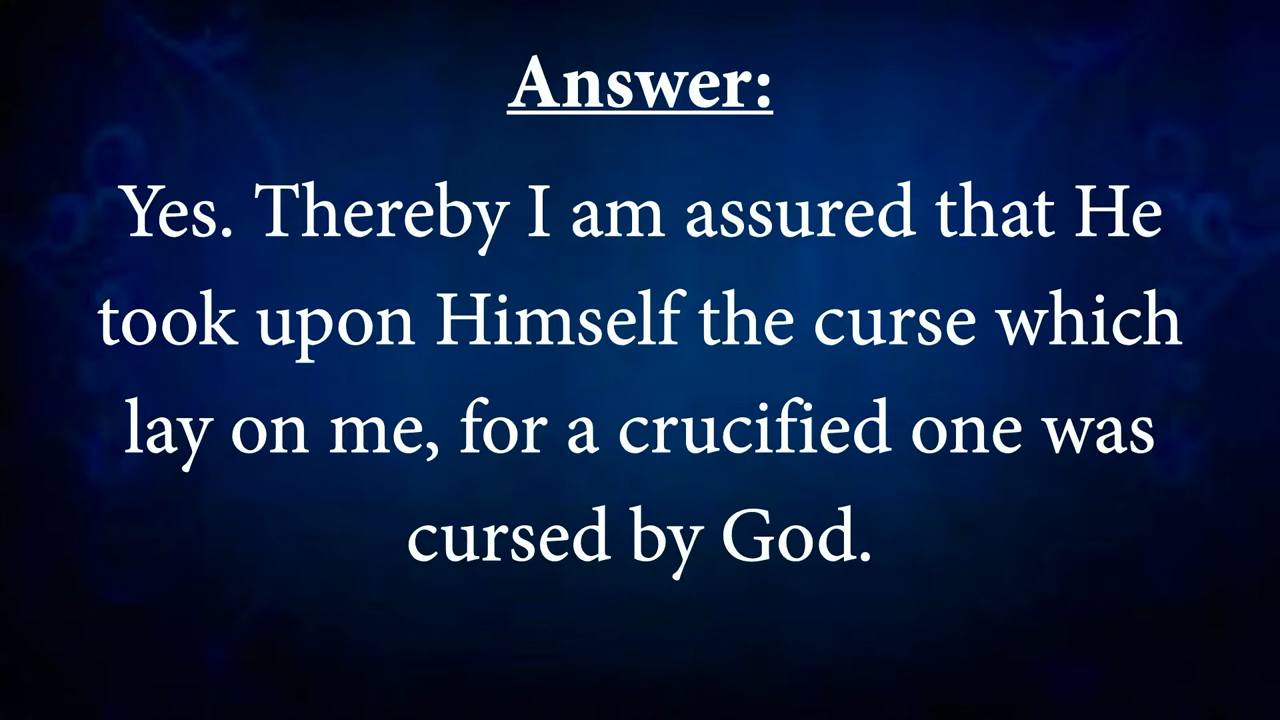 Answer:
Yes. Thereby I am assured that He
took upon Himself the curse which
lay on me, for a crucified one was
cursed by God.